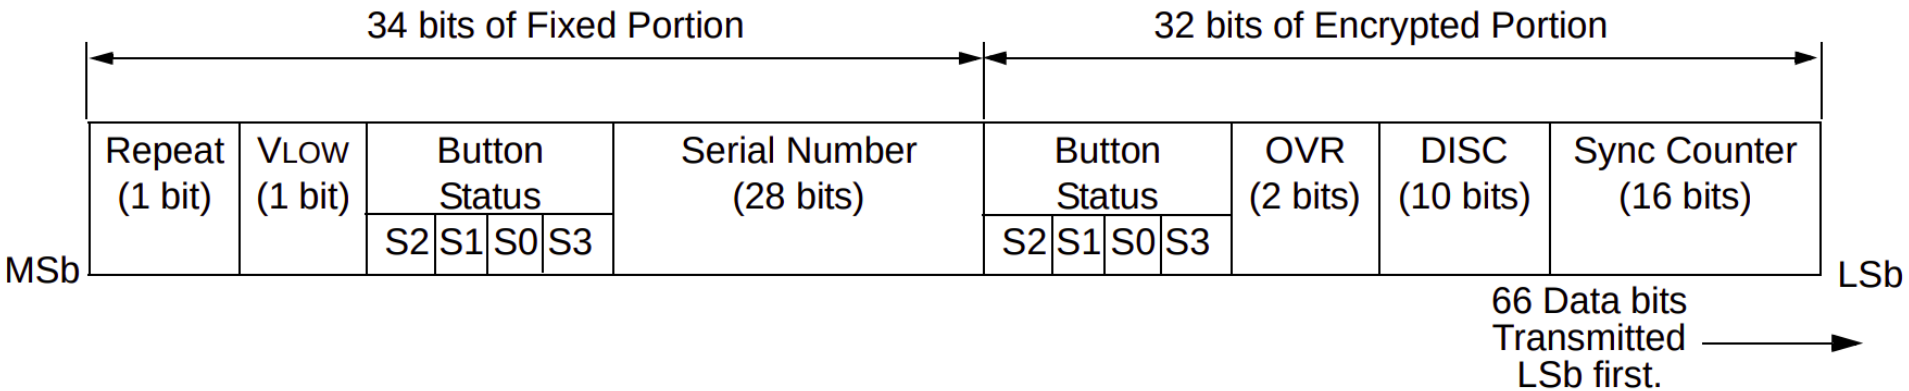 34 bits of Fixed Portion
32 bits of Encrypted Portion
Repeat
(1 bit)
VLOW
(1 bit)
Button
Status
S2 S1 S0 S3
Serial Number
(28 bits)
Button
Status
S2 S1 S0 S3
OVR
(2 bits)
DISC
(10 bits)
Sync Counter
(16 bits)
MSb
LSb
66 Data bits
Transmitted
LSb first.